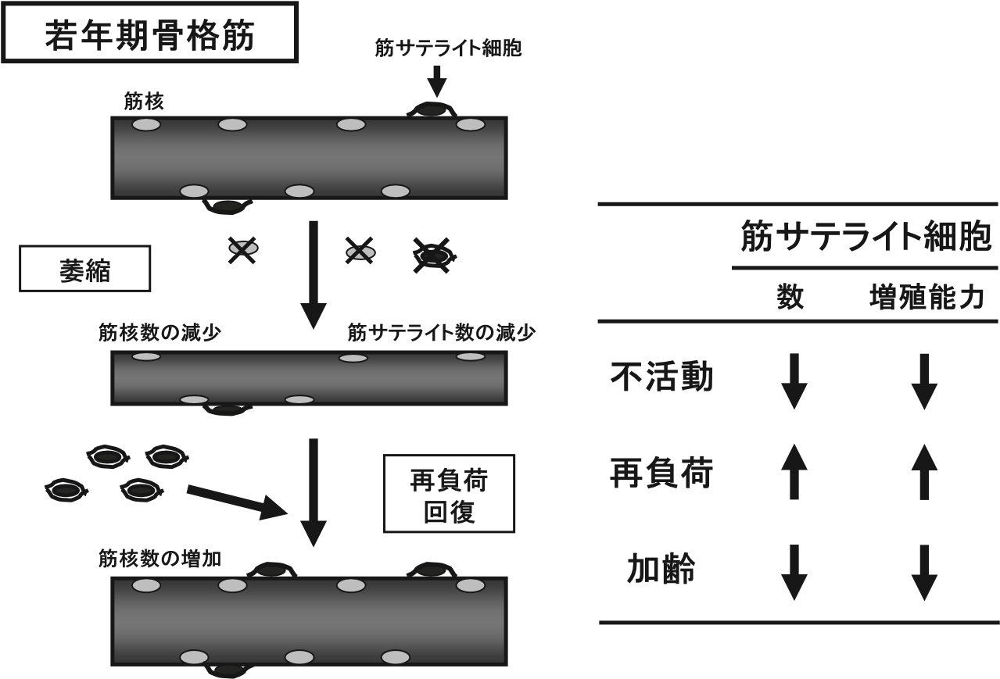 若年期骨格筋
筋サテライト細胞
筋核
萎縮
筋核数の減少
筋サテライト数の減少
再負荷
回復
筋核数の増加
筋サテライト細胞
数 増殖能力
不活動 ↓ ↓
再負荷 ↑ ↑
加齢 ↓ ↓